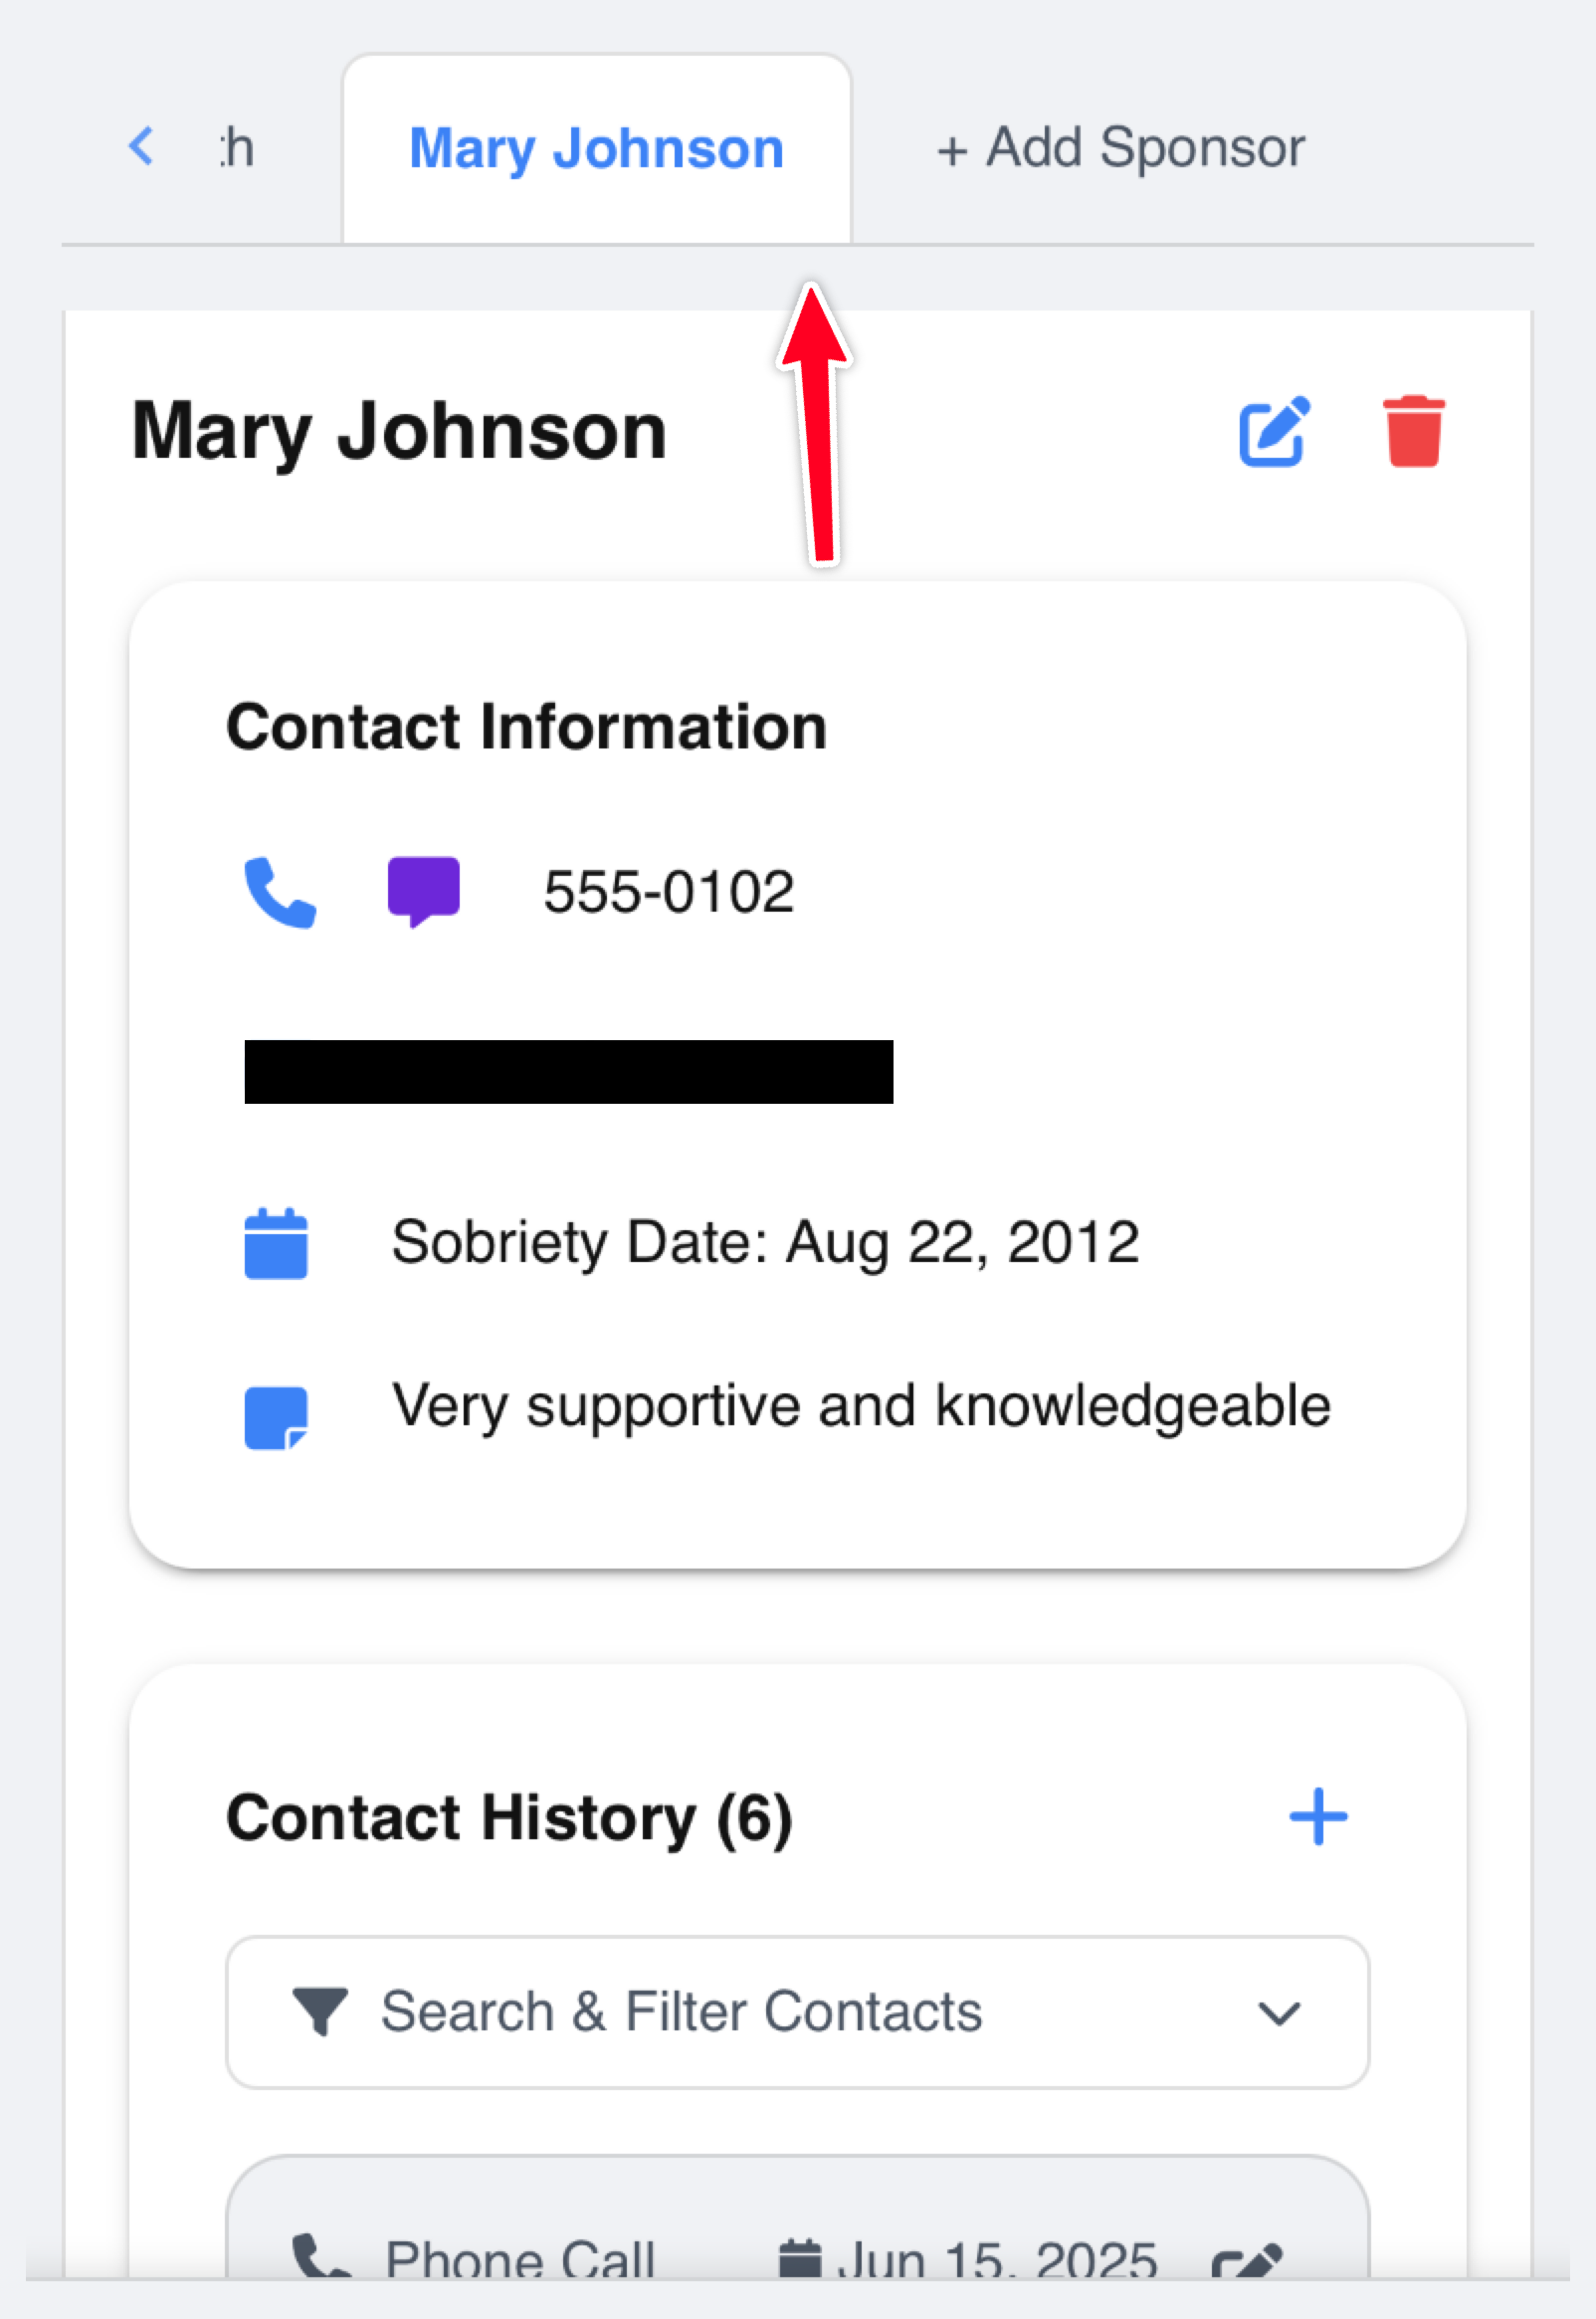 Mary Johnson
+ Add Sponsor
Mary Johnson
Contact Information
555-0102
Sobriety Date: Aug 22, 2012
Very supportive and knowledgeable
Contact History (6)
Search & Filter Contacts
Phone Call Jun 15, 2025